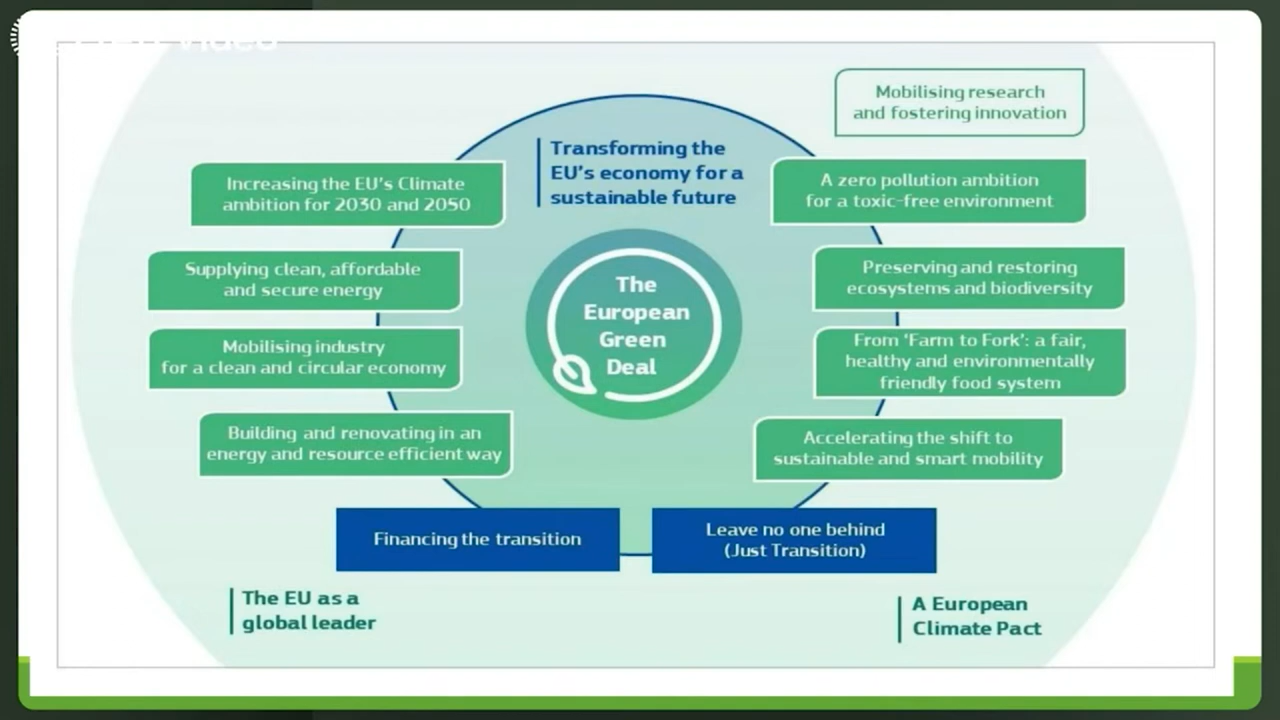 Mobilising research
and fostering innovation
Transforming the
EU's economy for a
sustainable future
Increasing the EU's Climate
ambition for 2030 and 2050
Supplying clean, affordable
and secure energy
Mobilising industry
for a clean and circular economy
Building and renovating in an
energy and resource efficient way
The
European
Green
Deal
A zero pollution ambition
for a toxic-free environment
Preserving and restoring
ecosystems and biodiversity
From ‘Farm to Fork’: a fair,
healthy and environmentally
friendly food system
Accelerating the shift to
sustainable and smart mobility
Financing the transition
Leave no one behind
(Just Transition)
The EU as a
global leader
A European
Climate Pact